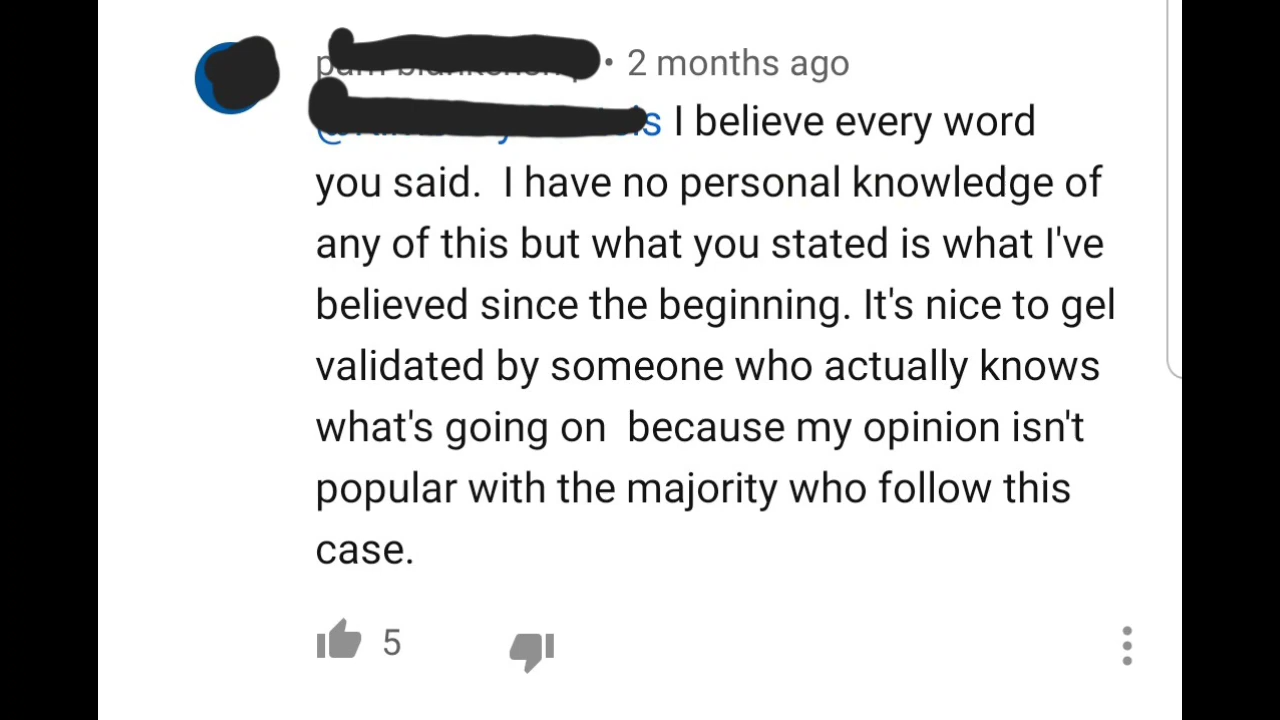 • 2 months ago
I believe every word
you said. I have no personal knowledge of
any of this but what you stated is what I've
believed since the beginning. It's nice to gel
validated by someone who actually knows
what's going on because my opinion isn't
popular with the majority who follow this
case.
5